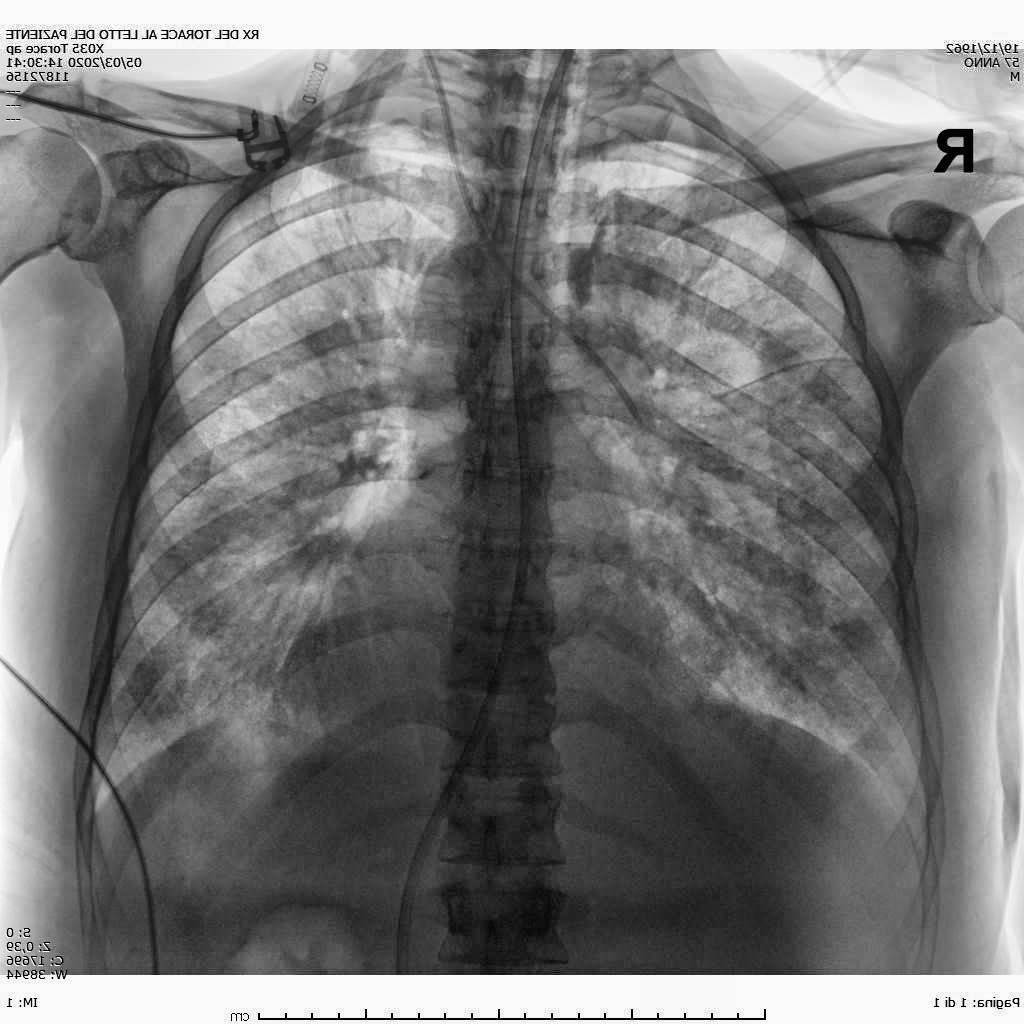 RX DEL TORACE AL LETTO DEL PAZIENTE
X035 Torace ap
05/03/2020 14:30:41
11872156
---
---
---
19/12/1962
57 ANNO
M
R
S: 0
Z: 0,39
C: 17696
W: 38944
IM: 1
cm
Pagina: 1 di 1